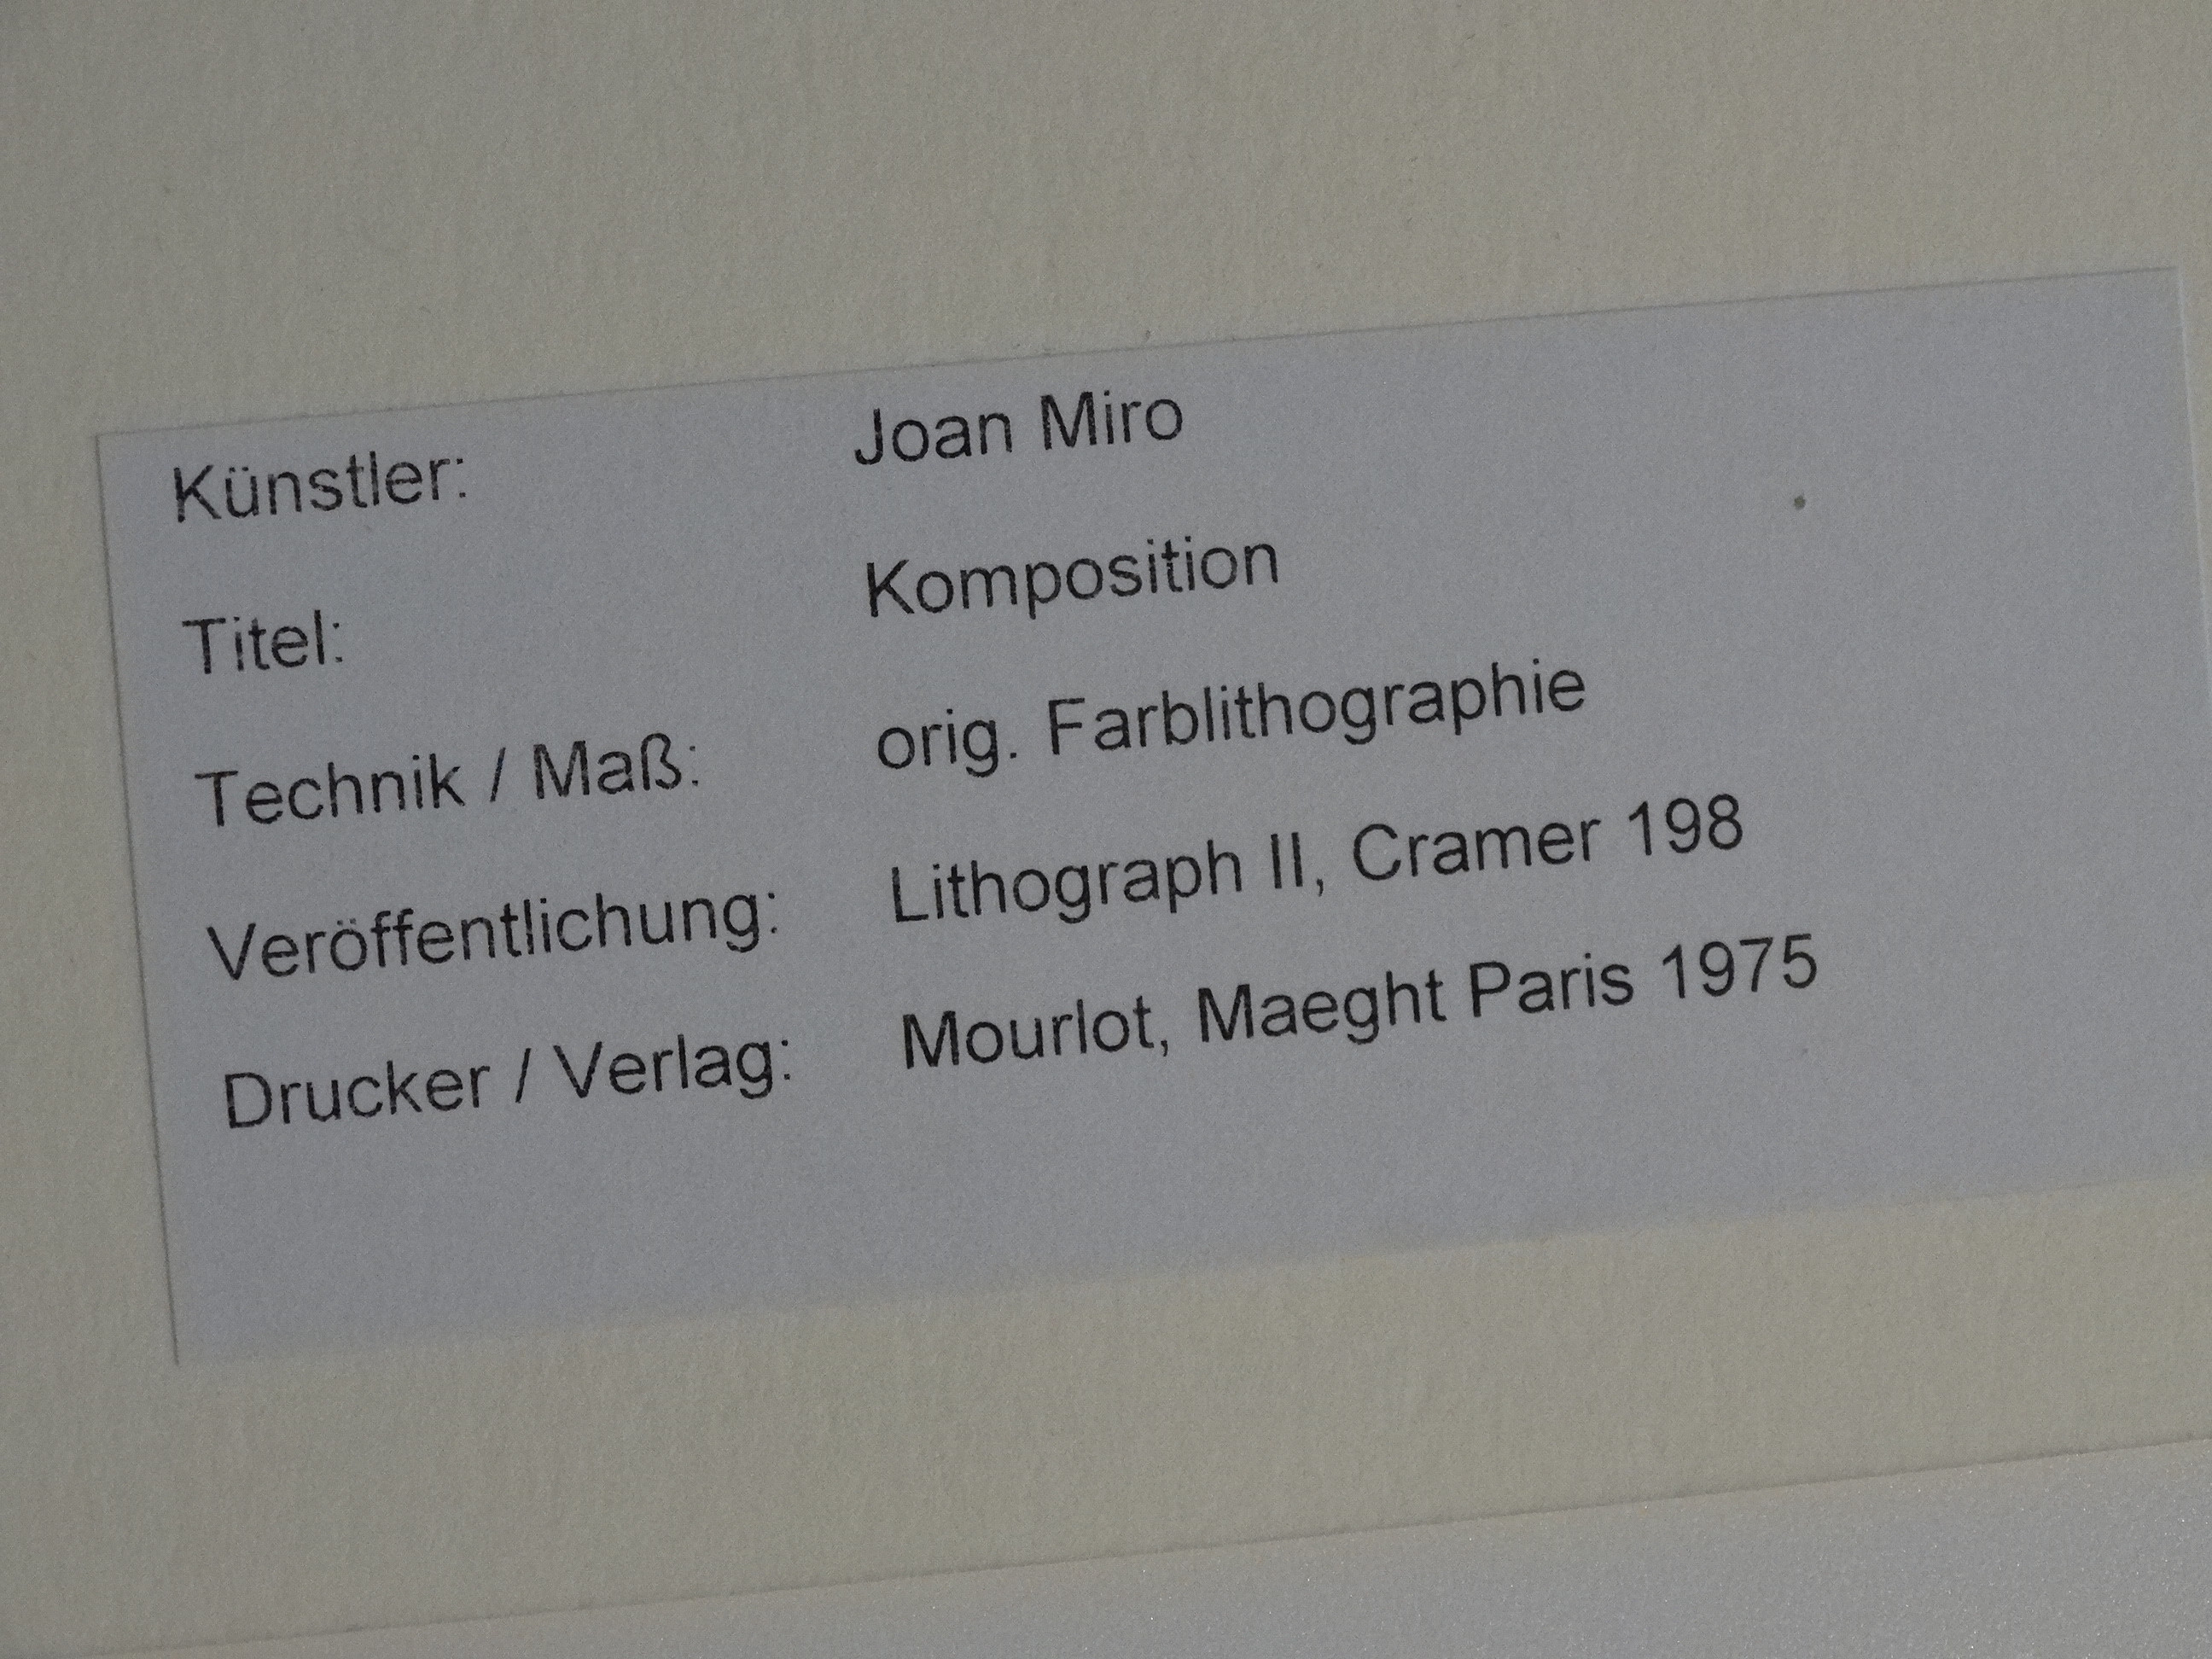 Künstler: Joan Miro
Titel: Komposition
Technik / Maß: orig. Farblithographie
Veröffentlichung: Lithograph II, Cramer 198
Drucker / Verlag: Mourlot, Maeght Paris 1975